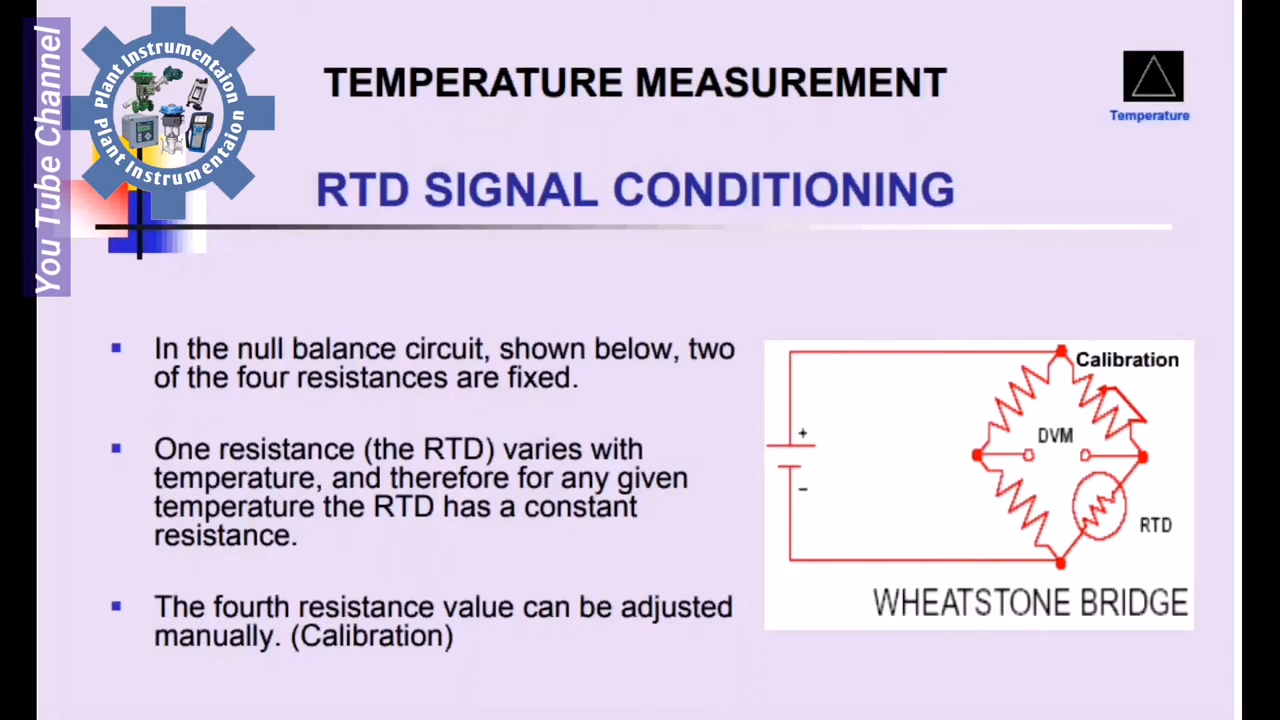 You Tube Channel
Plant Instrumentaion
Plant Instrumentaion
TEMPERATURE MEASUREMENT
Temperature
RTD SIGNAL CONDITIONING
▪ In the null balance circuit, shown below, two
of the four resistances are fixed.
▪ One resistance (the RTD) varies with
temperature, and therefore for any given
temperature the RTD has a constant
resistance.
▪ The fourth resistance value can be adjusted
manually. (Calibration)
Calibration
+
DVM
–
RTD
WHEATSTONE BRIDGE